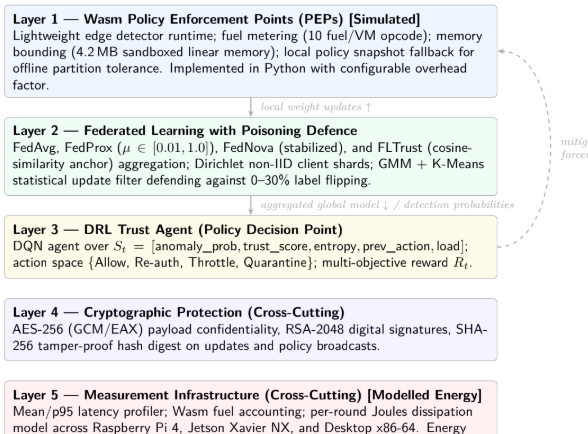 Layer 1 — Wasm Policy Enforcement Points (PEPs) [Simulated]
Lightweight edge detector runtime; fuel metering (10 fuel/VM opcode); memory
bounding (4.2 MB sandboxed linear memory); local policy snapshot fallback for
offline partition tolerance. Implemented in Python with configurable overhead
factor.
local weight updates ↑
Layer 2 — Federated Learning with Poisoning Defence
FedAvg, FedProx (μ ∈ [0.01, 1.0]), FedNova (stabilized), and FLTrust (cosine-
similarity anchor) aggregation; Dirichlet non-IID client shards; GMM + K-Means
statistical update filter defending against 0–30% label flipping.
aggregated global model ↓ / detection probabilities
Layer 3 — DRL Trust Agent (Policy Decision Point)
DQN agent over S_t = [anomaly_prob, trust_score, entropy, prev_action, load];
action space {Allow, Re-auth, Throttle, Quarantine}; multi-objective reward R_t.
Layer 4 — Cryptographic Protection (Cross-Cutting)
AES-256 (GCM/EAX) payload confidentiality, RSA-2048 digital signatures, SHA-
256 tamper-proof hash digest on updates and policy broadcasts.
Layer 5 — Measurement Infrastructure (Cross-Cutting) [Modelled Energy]
Mean/p95 latency profiler; Wasm fuel accounting; per-round Joules dissipation
model across Raspberry Pi 4, Jetson Xavier NX, and Desktop x86-64. Energy